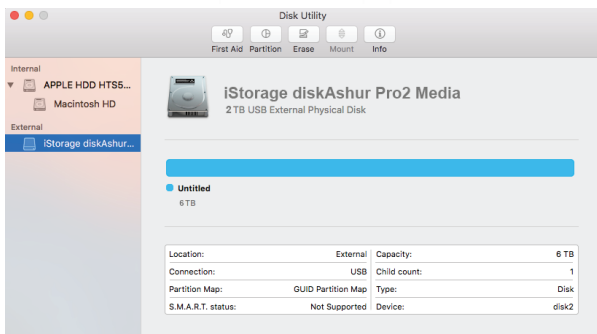 Disk Utility
First Aid Partition Erase Mount Info
Internal
APPLE HDD HTS5...
Macintosh HD
External
iStorage diskAshur...
iStorage diskAshur Pro2 Media
2 TB USB External Physical Disk
Untitled
6 TB
Location: External Capacity: 6 TB
Connection: USB Child count: 1
Partition Map: GUID Partition Map Type: Disk
S.M.A.R.T. status: Not Supported Device: disk2